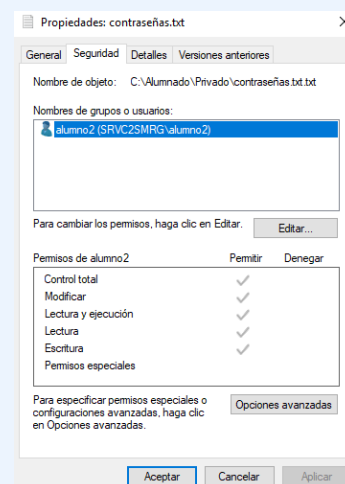 Propiedades: contraseñas.txt
General Seguridad Detalles Versiones anteriores
Nombre de objeto: C:\Alumnado\Privado\contraseñas.txt.txt
Nombres de grupos o usuarios:
alumno2 (SRVC2SMRG\alumno2)
Para cambiar los permisos, haga clic en Editar. Editar...
Permisos de alumno2 Permitir Denegar
Control total
Modificar
Lectura y ejecución
Lectura
Escritura
Permisos especiales
Para especificar permisos especiales o
configuraciones avanzadas, haga clic
en Opciones avanzadas.
Opciones avanzadas
Aceptar Cancelar Aplicar